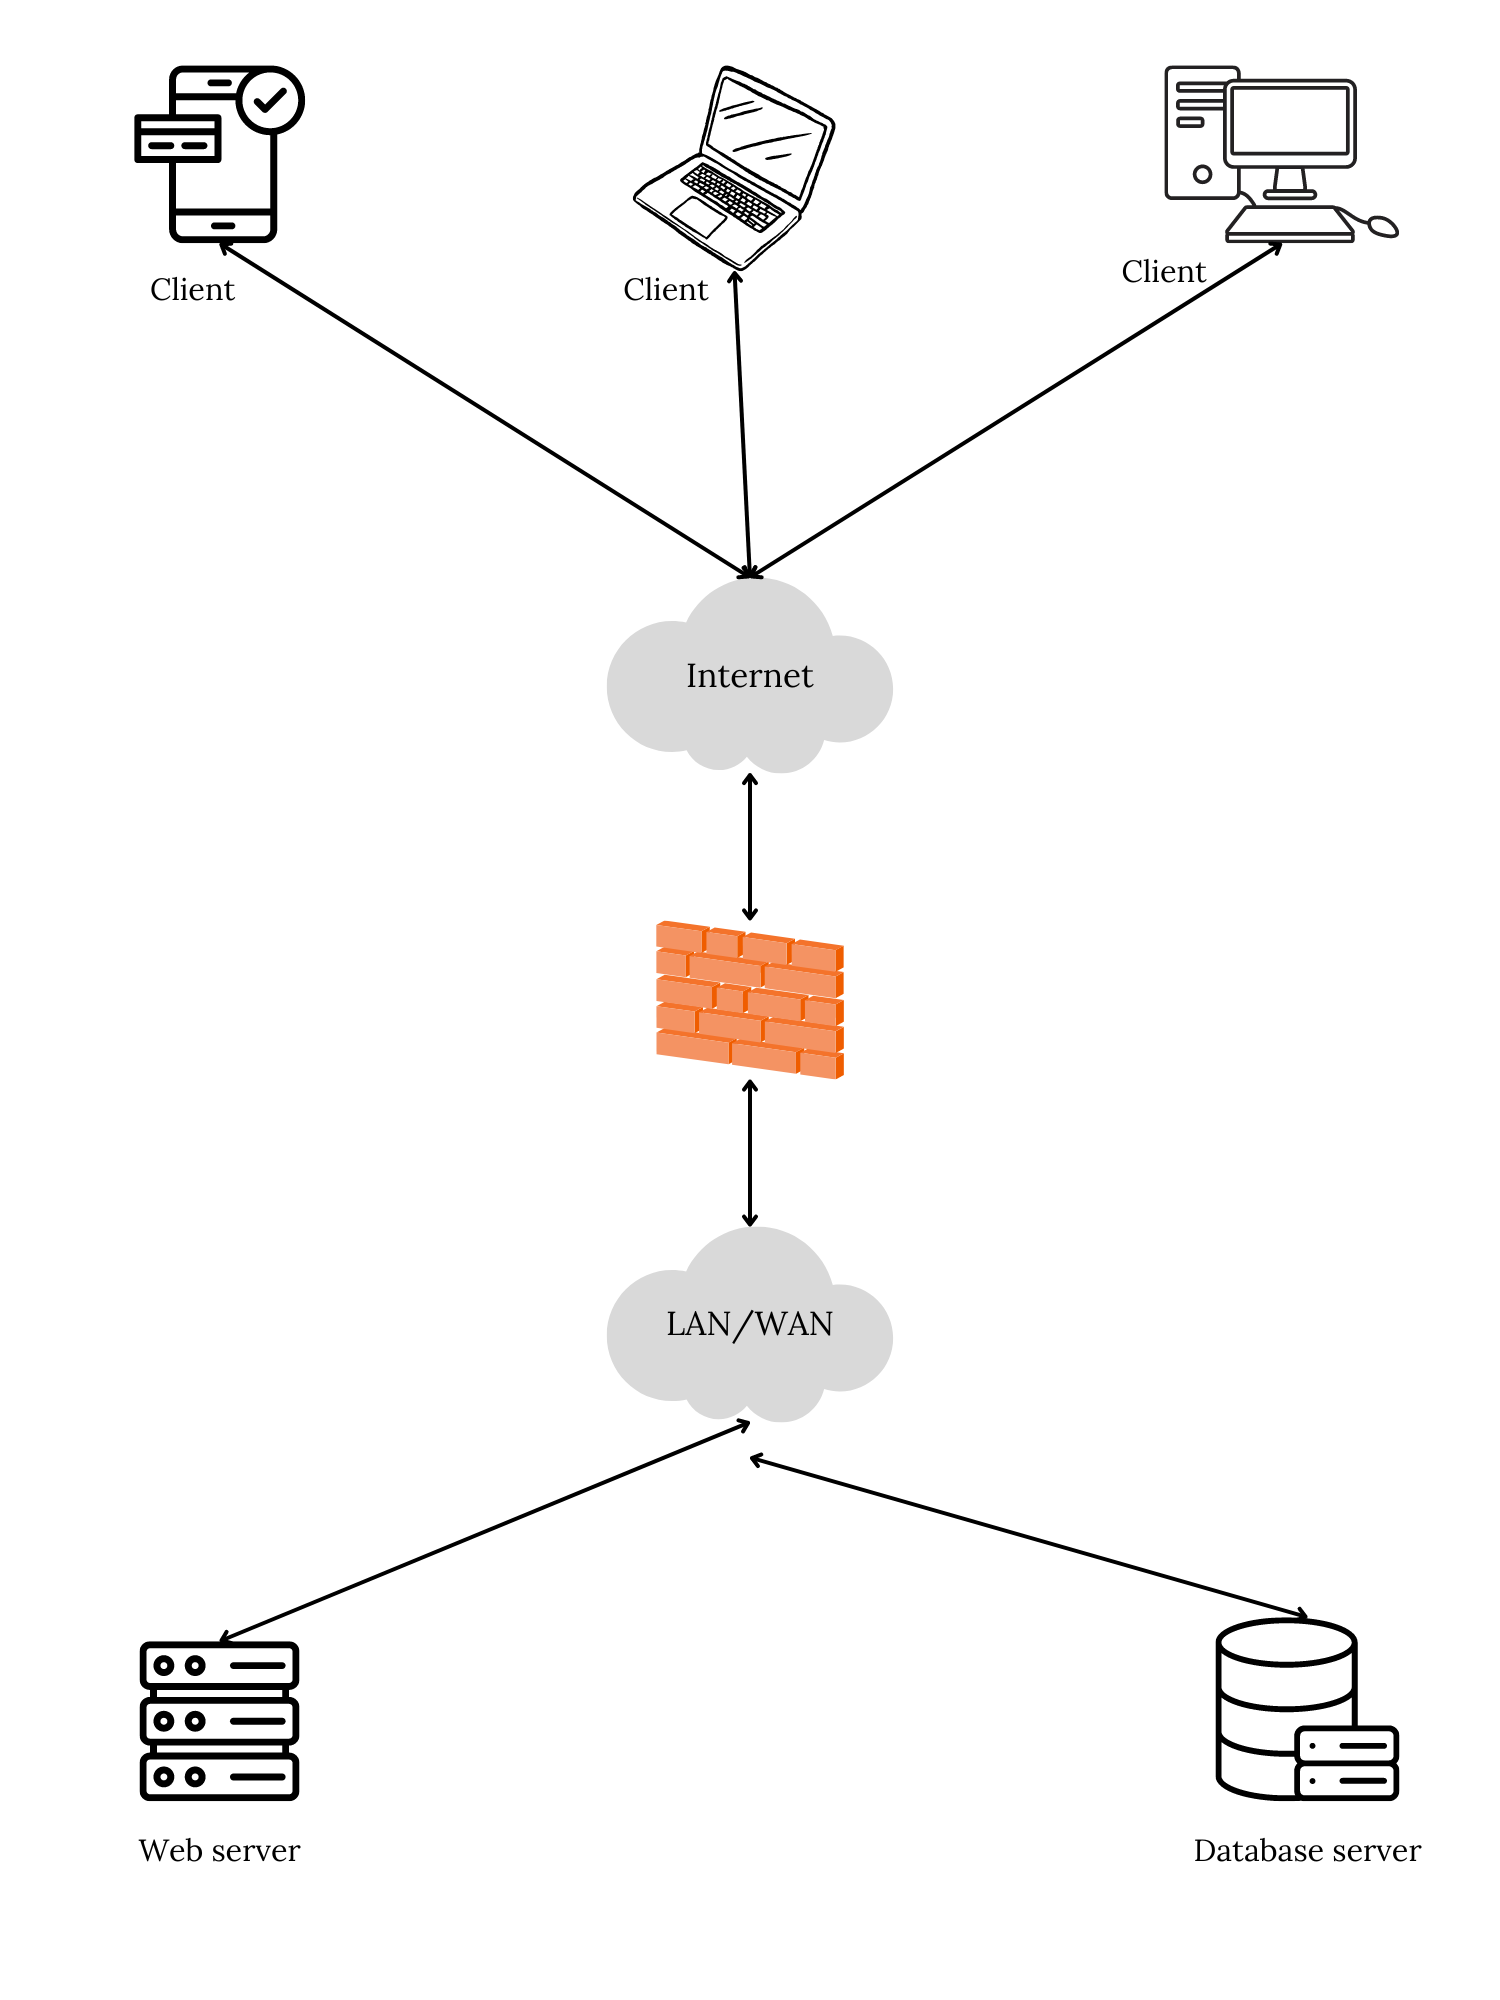 Client
Client
Client
Internet
LAN/WAN
Web server
Database server